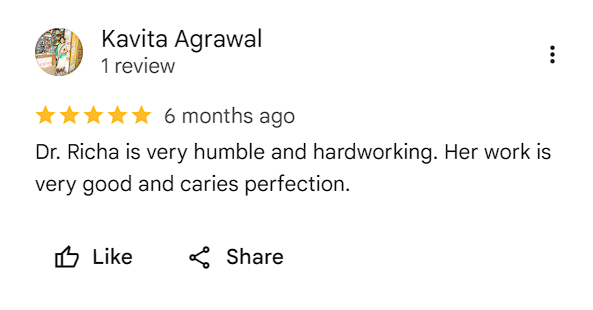 Kavita Agrawal
1 review
6 months ago
Dr. Richa is very humble and hardworking. Her work is
very good and caries perfection.
Like Share